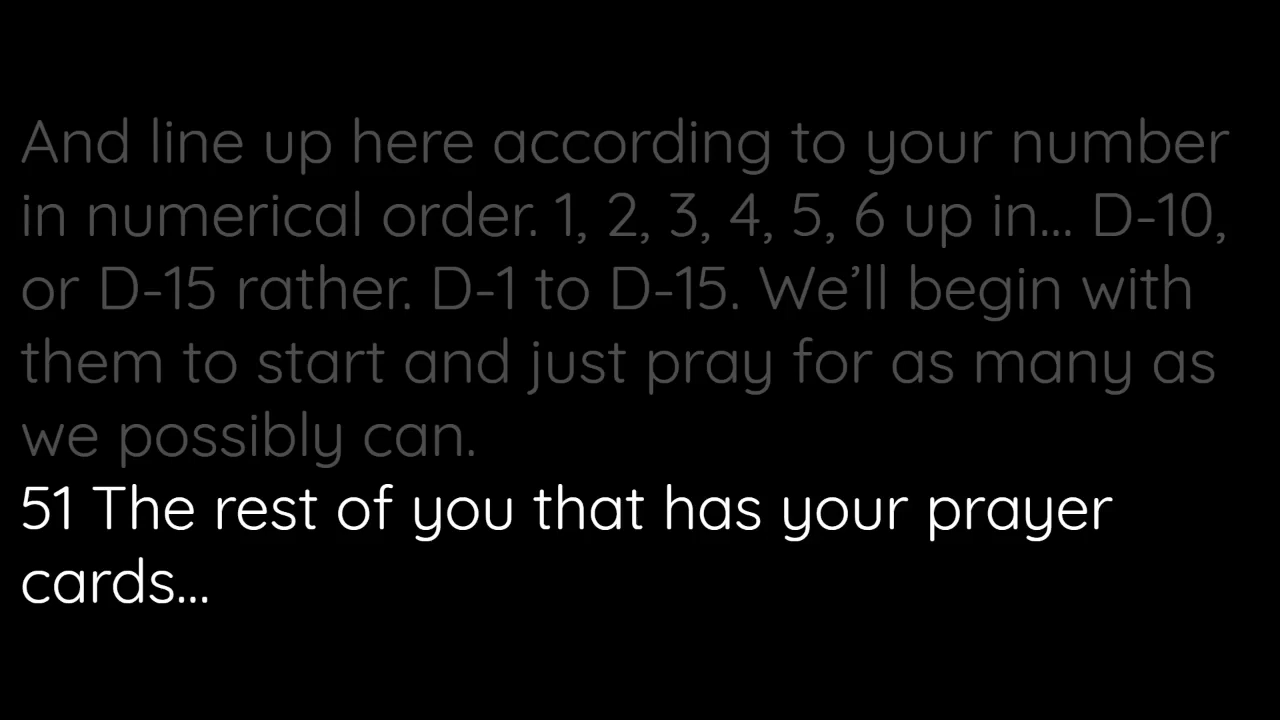 And line up here according to your number
in numerical order. 1, 2, 3, 4, 5, 6 up in... D-10,
or D-15 rather. D-1 to D-15. We’ll begin with
them to start and just pray for as many as
we possibly can.
51 The rest of you that has your prayer
cards...